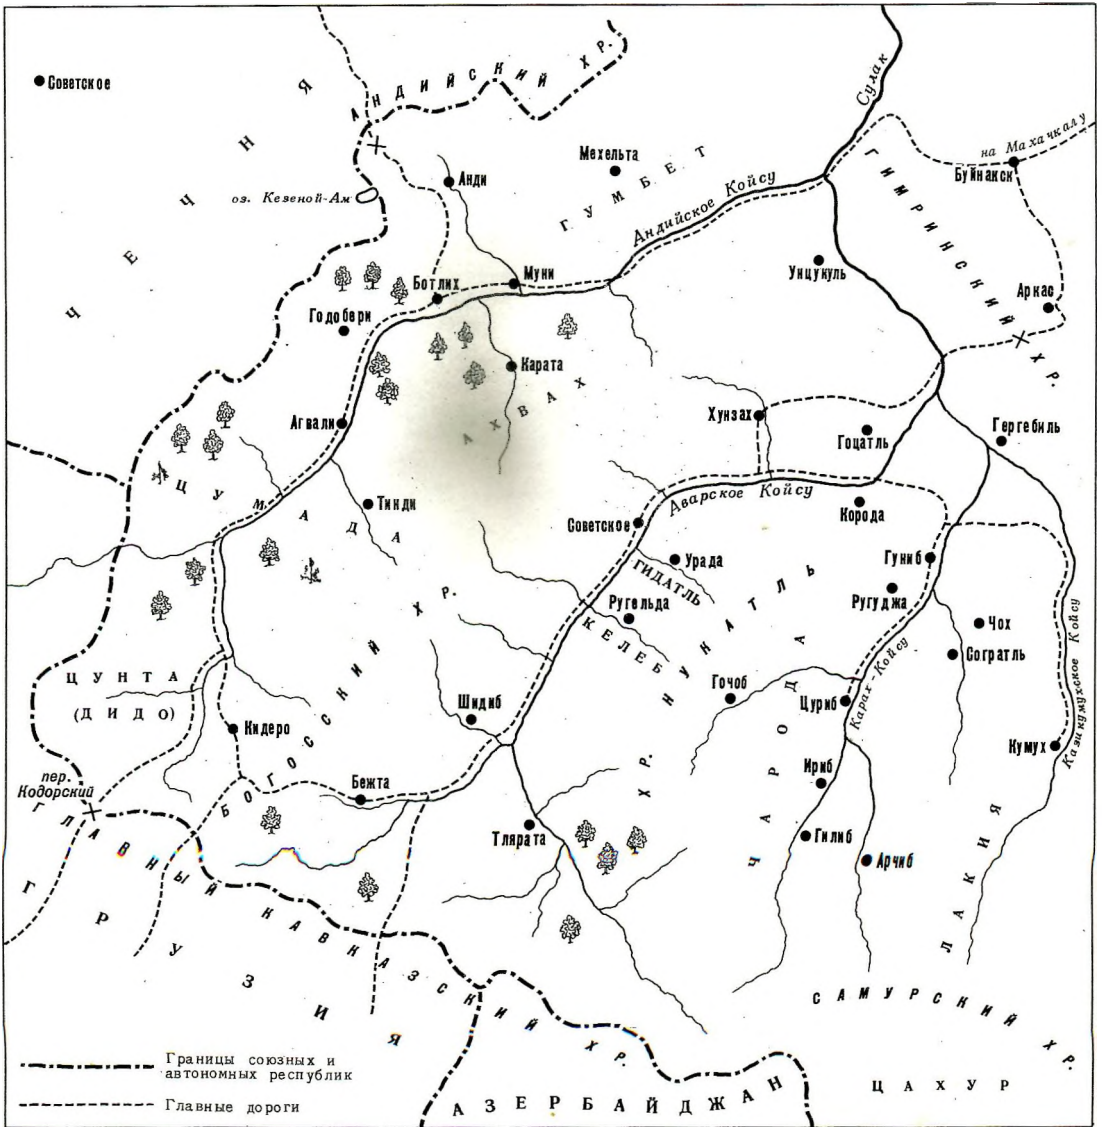 Советское
ЧЕЧНЯ
АНДИЙСКИЙ ХР.
Сулак
Мехельта
на Махачкалу
Буйнакск
Анди
оз. Кезеной-Ам
ГУМБЕТ
Андийское Койсу
ГИМРИНСКИЙ ХР.
Унцукуль
Аркас
Ботлих
Муни
Годобери
Карата
АХВАХ
Хунзах
Гоцатль
Гергебиль
Агвали
ЦУМАДА
Тинди
Советское
Аварское Койсу
Корода
Урада
ГИДАТЛЬ
Гуниб
Ругуджа
Ругельда
КЕЛЕБ
НУКАТЛЬ ХР.
Чох
Согратль
Казикумухское Койсу
ЦУНТА
(ДИДО)
БОГОССКИЙ ХР.
Шидиб
Гочоб
Цуриб
Карах-Койсу
Кидеро
Кумух
пер.
Кодорский
Бежта
Ириб
ЧАРОДА
Тлярата
Гилиб
Арчиб
ЛАКИЯ
ГЛАВНЫЙ КАВКАЗСКИЙ ХР.
ГРУЗИЯ
САМУРСКИЙ ХР.
ЦАХУР
АЗЕРБАЙДЖАН
Границы союзных и
автономных республик
Главные дороги